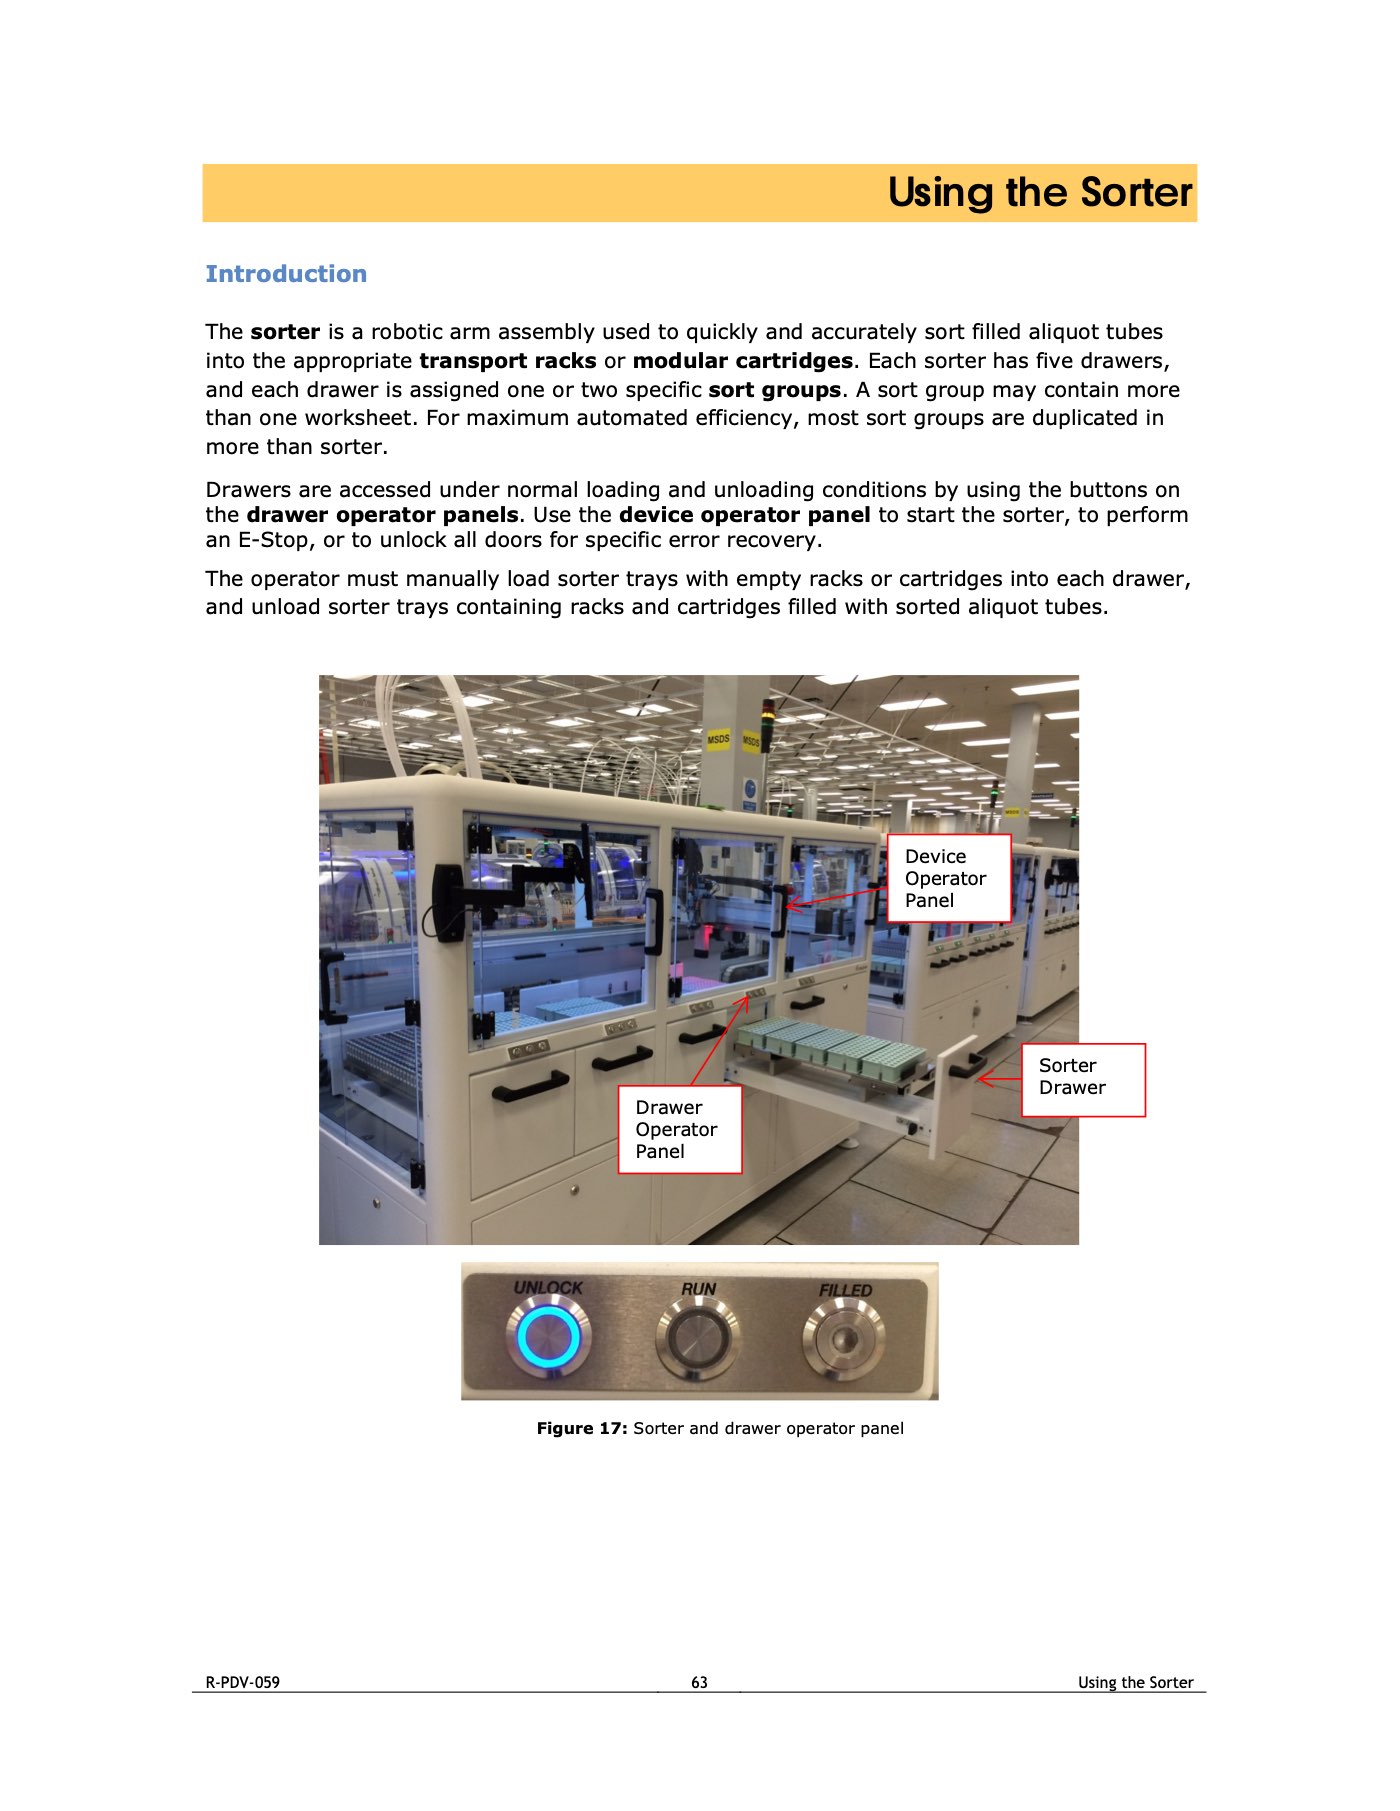 Using the Sorter
Introduction
The sorter is a robotic arm assembly used to quickly and accurately sort filled aliquot tubes
into the appropriate transport racks or modular cartridges. Each sorter has five drawers,
and each drawer is assigned one or two specific sort groups. A sort group may contain more
than one worksheet. For maximum automated efficiency, most sort groups are duplicated in
more than sorter.
Drawers are accessed under normal loading and unloading conditions by using the buttons on
the drawer operator panels. Use the device operator panel to start the sorter, to perform
an E-Stop, or to unlock all doors for specific error recovery.
The operator must manually load sorter trays with empty racks or cartridges into each drawer,
and unload sorter trays containing racks and cartridges filled with sorted aliquot tubes.
MSDS
MSDS
MSDS
Device
Operator
Panel
Sorter
Drawer
Drawer
Operator
Panel
UNLOCK RUN FILLED
Figure 17: Sorter and drawer operator panel
R-PDV-059 63 Using the Sorter